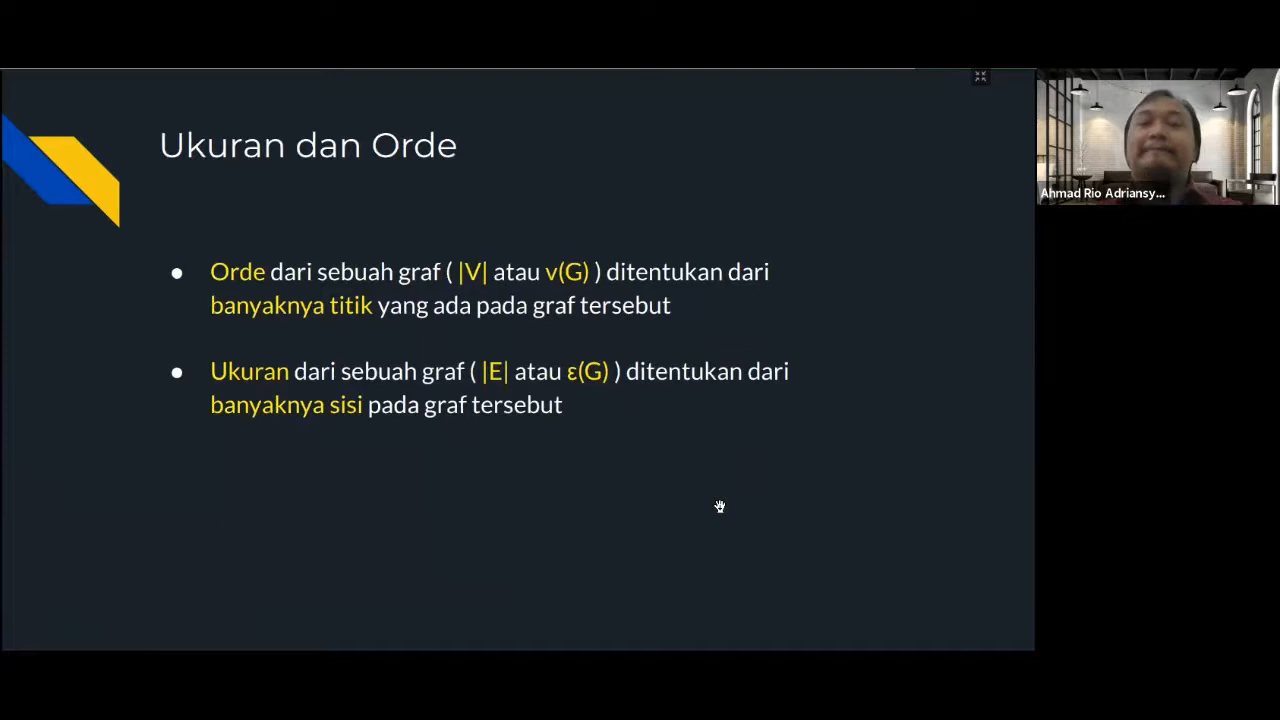 Ukuran dan Orde
● Orde dari sebuah graf ( |V| atau v(G) ) ditentukan dari
banyaknya titik yang ada pada graf tersebut
● Ukuran dari sebuah graf ( |E| atau ε(G) ) ditentukan dari
banyaknya sisi pada graf tersebut
Ahmad Rio Adriansy...